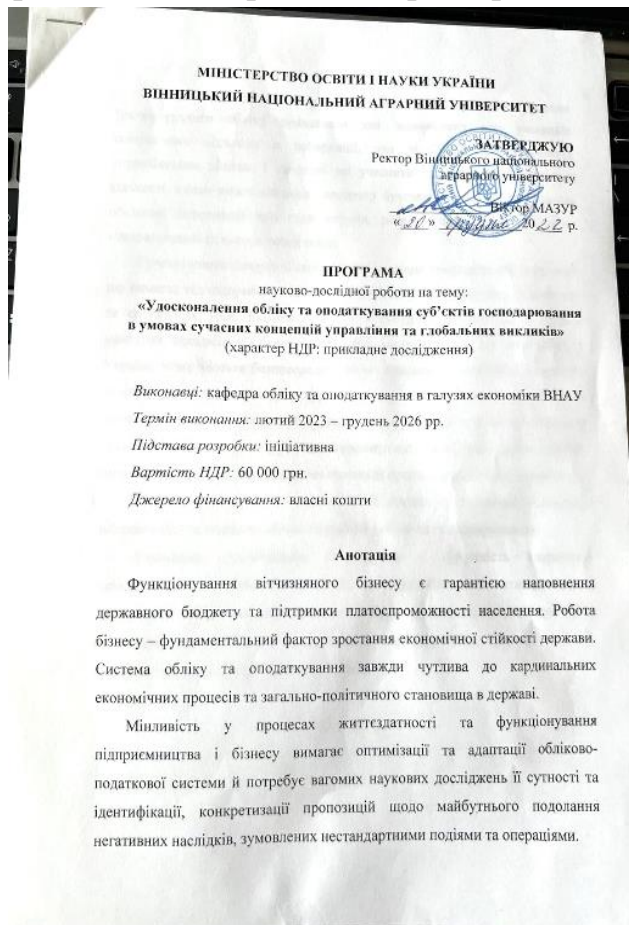 МІНІСТЕРСТВО ОСВІТИ І НАУКИ УКРАЇНИ
ВІННИЦЬКИЙ НАЦІОНАЛЬНИЙ АГРАРНИЙ УНІВЕРСИТЕТ
ЗАТВЕРДЖУЮ
Ректор Вінницького національного
аграрного університету
Віктор МАЗУР
« 20 » грудня 2022 р.
ПРОГРАМА
науково-дослідної роботи на тему:
«Удосконалення обліку та оподаткування суб’єктів господарювання
в умовах сучасних концепцій управління та глобальних викликів»
(характер НДР: прикладне дослідження)
Виконавці: кафедра обліку та оподаткування в галузях економіки ВНАУ
Термін виконання: лютий 2023 – грудень 2026 рр.
Підстава розробки: ініціативна
Вартість НДР: 60 000 грн.
Джерело фінансування: власні кошти
Анотація
Функціонування вітчизняного бізнесу є гарантією наповнення
державного бюджету та підтримки платоспроможності населення. Робота
бізнесу – фундаментальний фактор зростання економічної стійкості держави.
Система обліку та оподаткування завжди чутлива до кардинальних
економічних процесів та загально-політичного становища в державі.
Мінливість у процесах життєздатності та функціонування
підприємництва і бізнесу вимагає оптимізації та адаптації обліково-
податкової системи й потребує вагомих наукових досліджень її сутності та
ідентифікації, конкретизації пропозицій щодо майбутнього подолання
негативних наслідків, зумовлених нестандартними подіями та операціями.